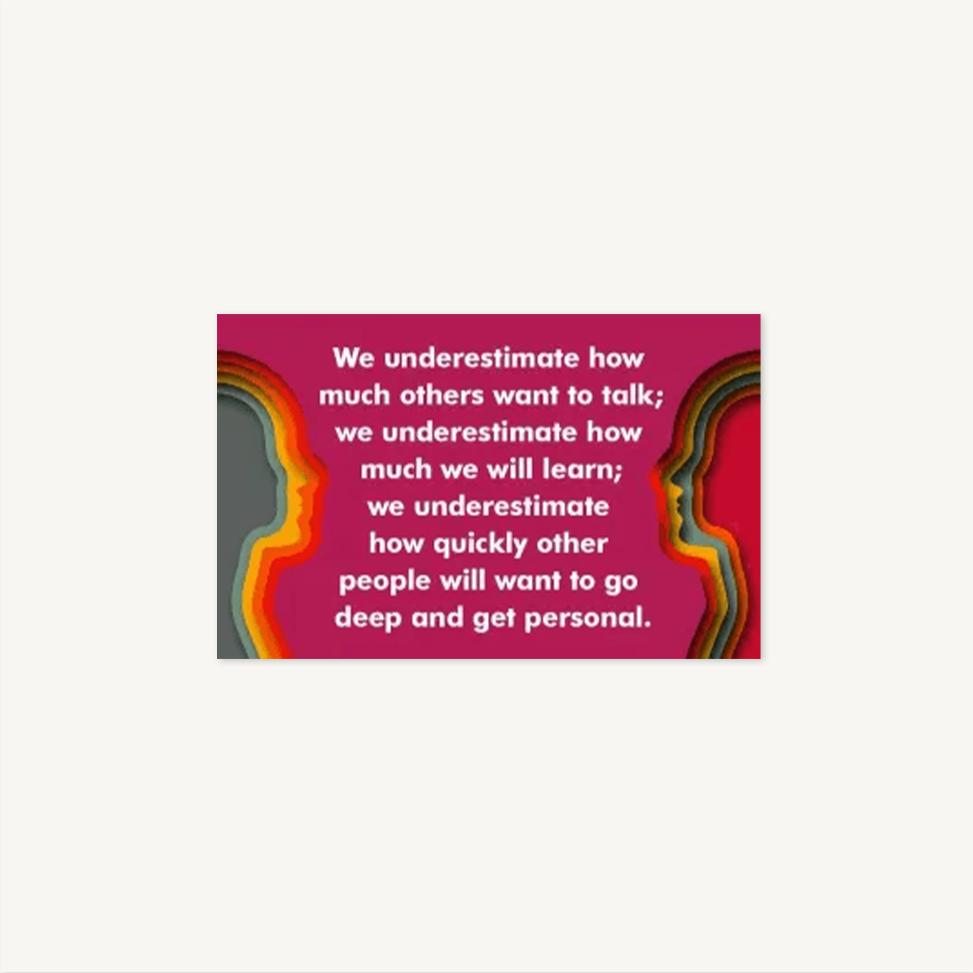 We underestimate how
much others want to talk;
we underestimate how
much we will learn;
we underestimate
how quickly other
people will want to go
deep and get personal.